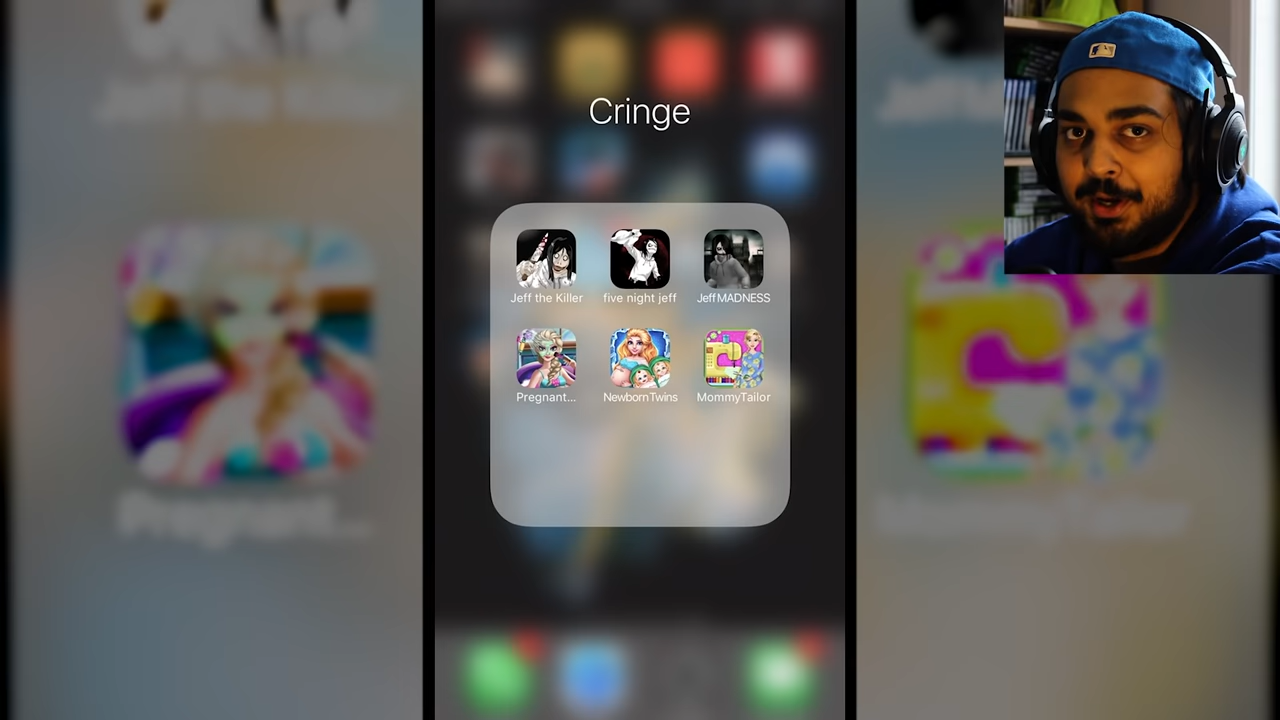 Cringe
Jeff the Killer five night jeff JeffMADNESS
Pregnant... NewbornTwins MommyTailor